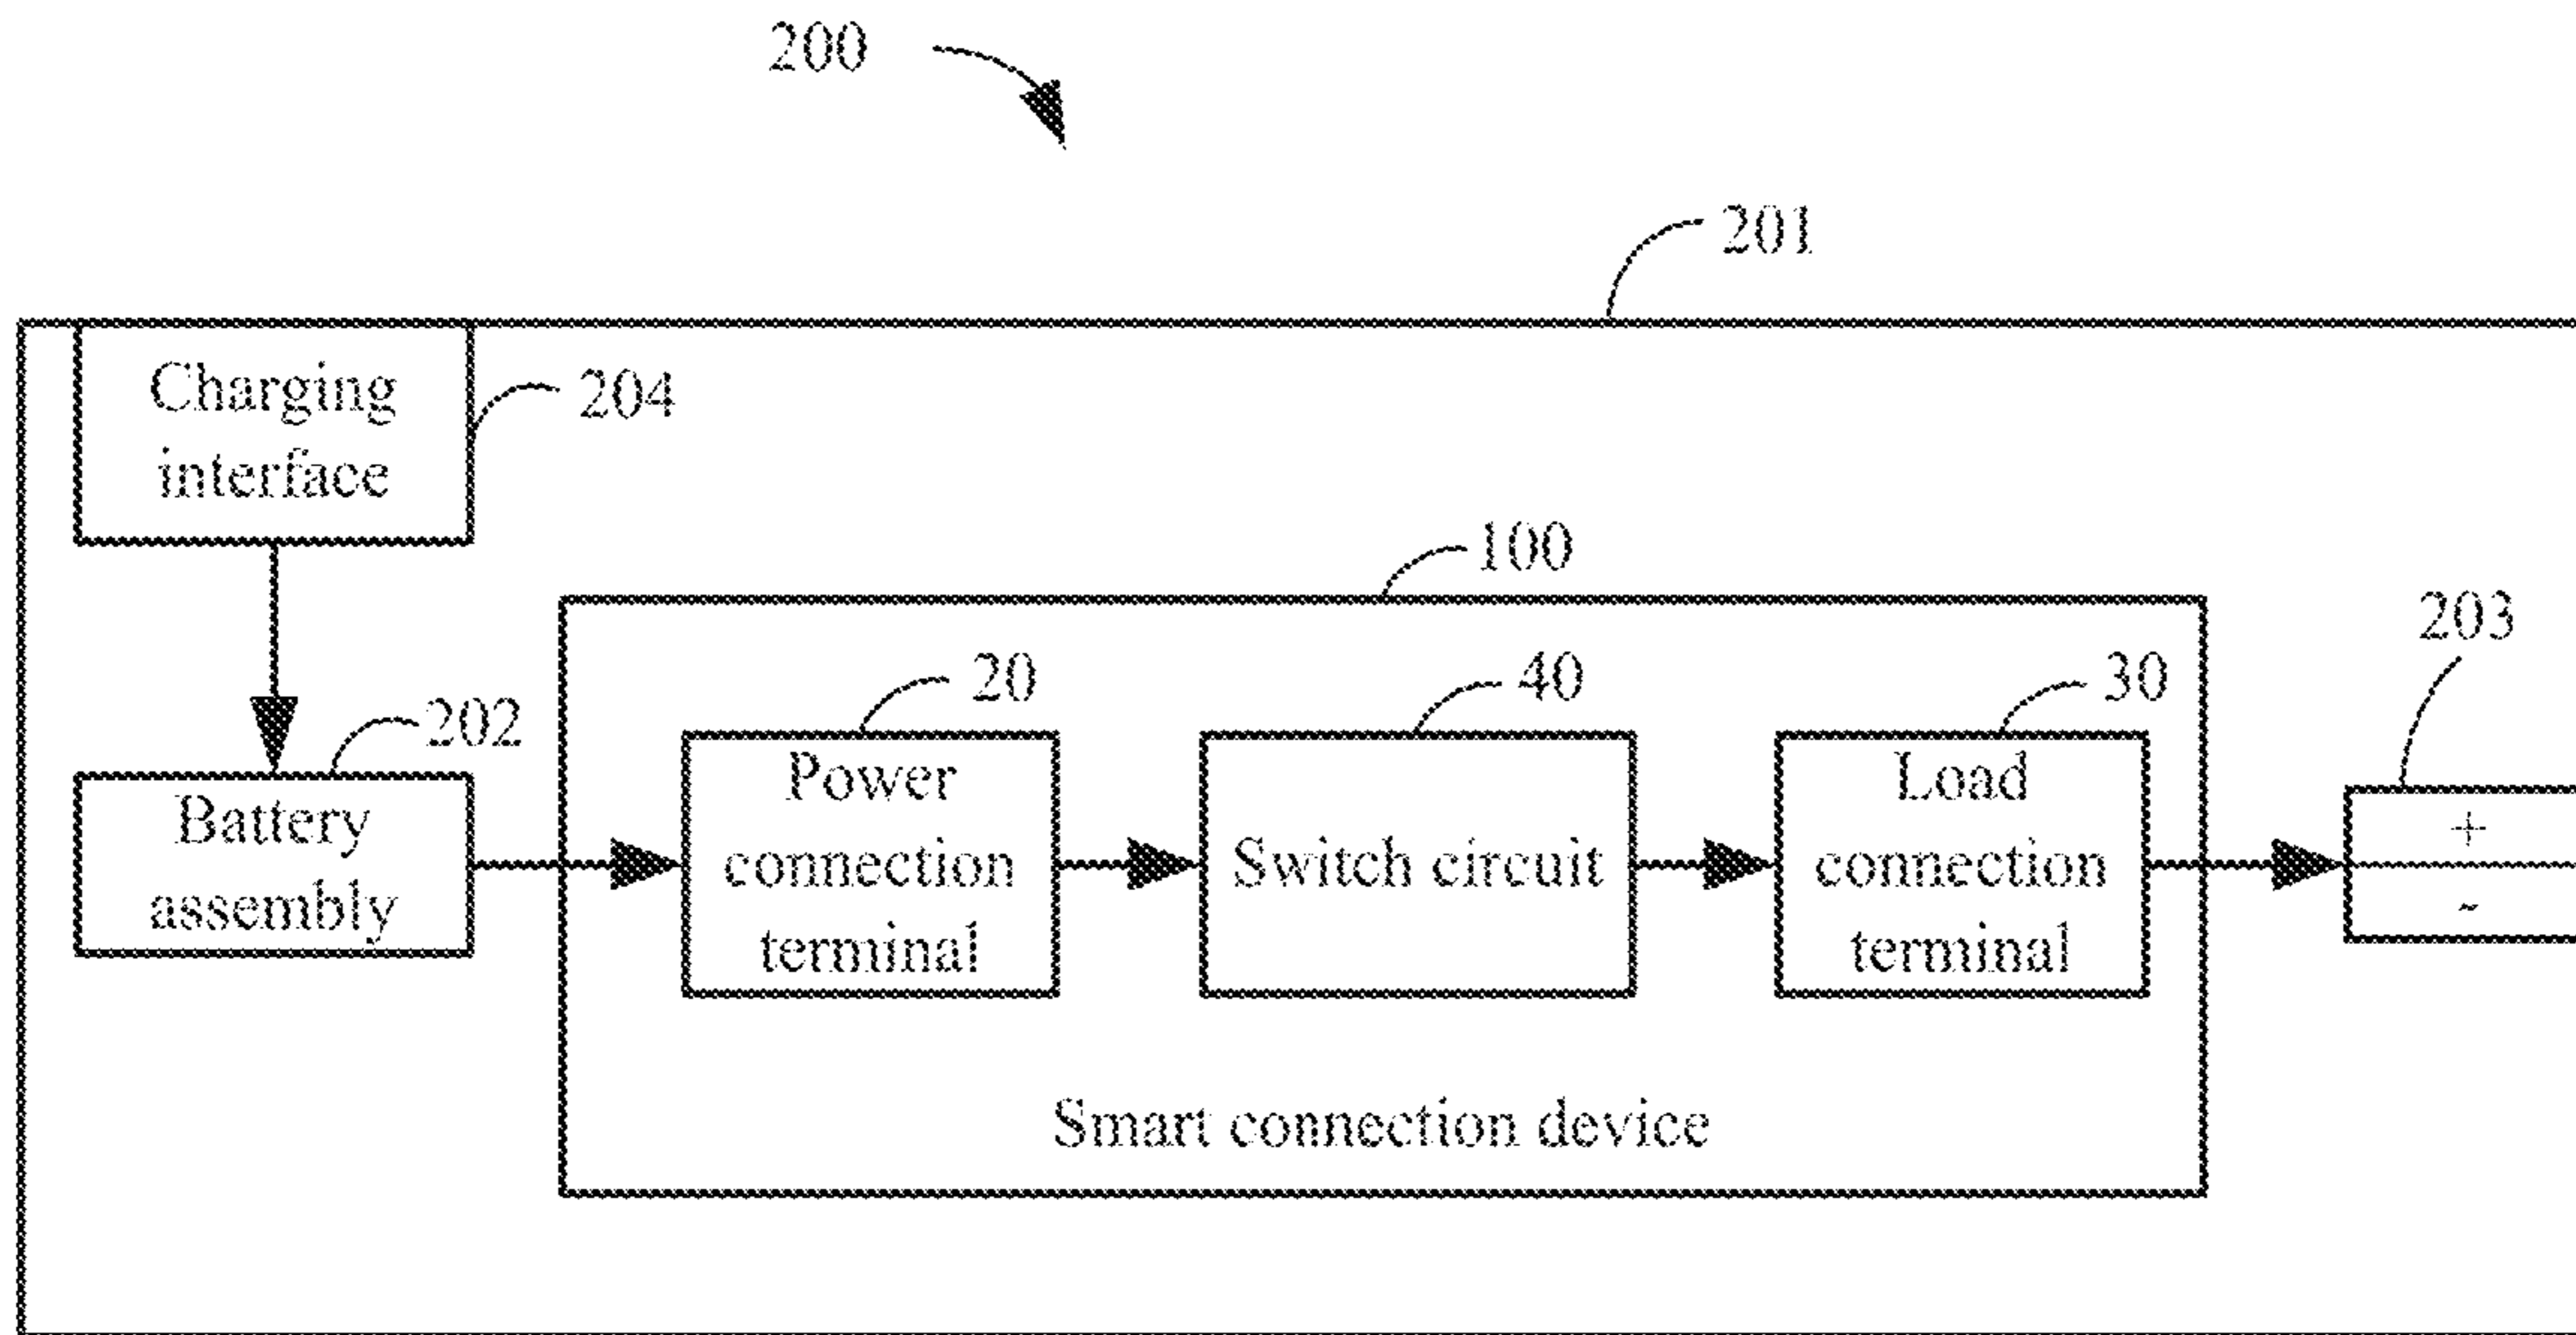 200
201
Charging
interface
204
100
203
202
20
40
30
Battery
assembly
Power
connection
terminal
Switch circuit
Load
connection
terminal
+
-
Smart connection device